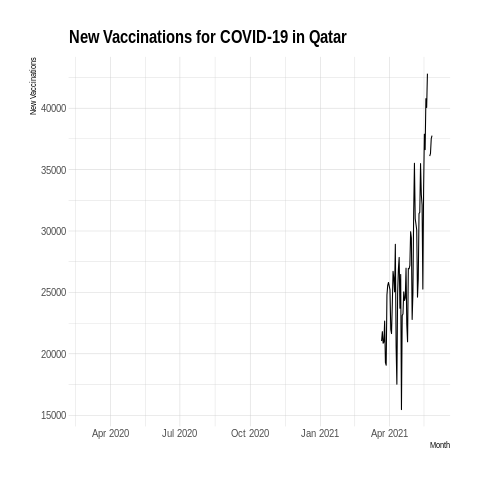 New Vaccinations for COVID-19 in Qatar
New Vaccinations
40000
35000
30000
25000
20000
15000
Apr 2020 Jul 2020 Oct 2020 Jan 2021 Apr 2021
Month